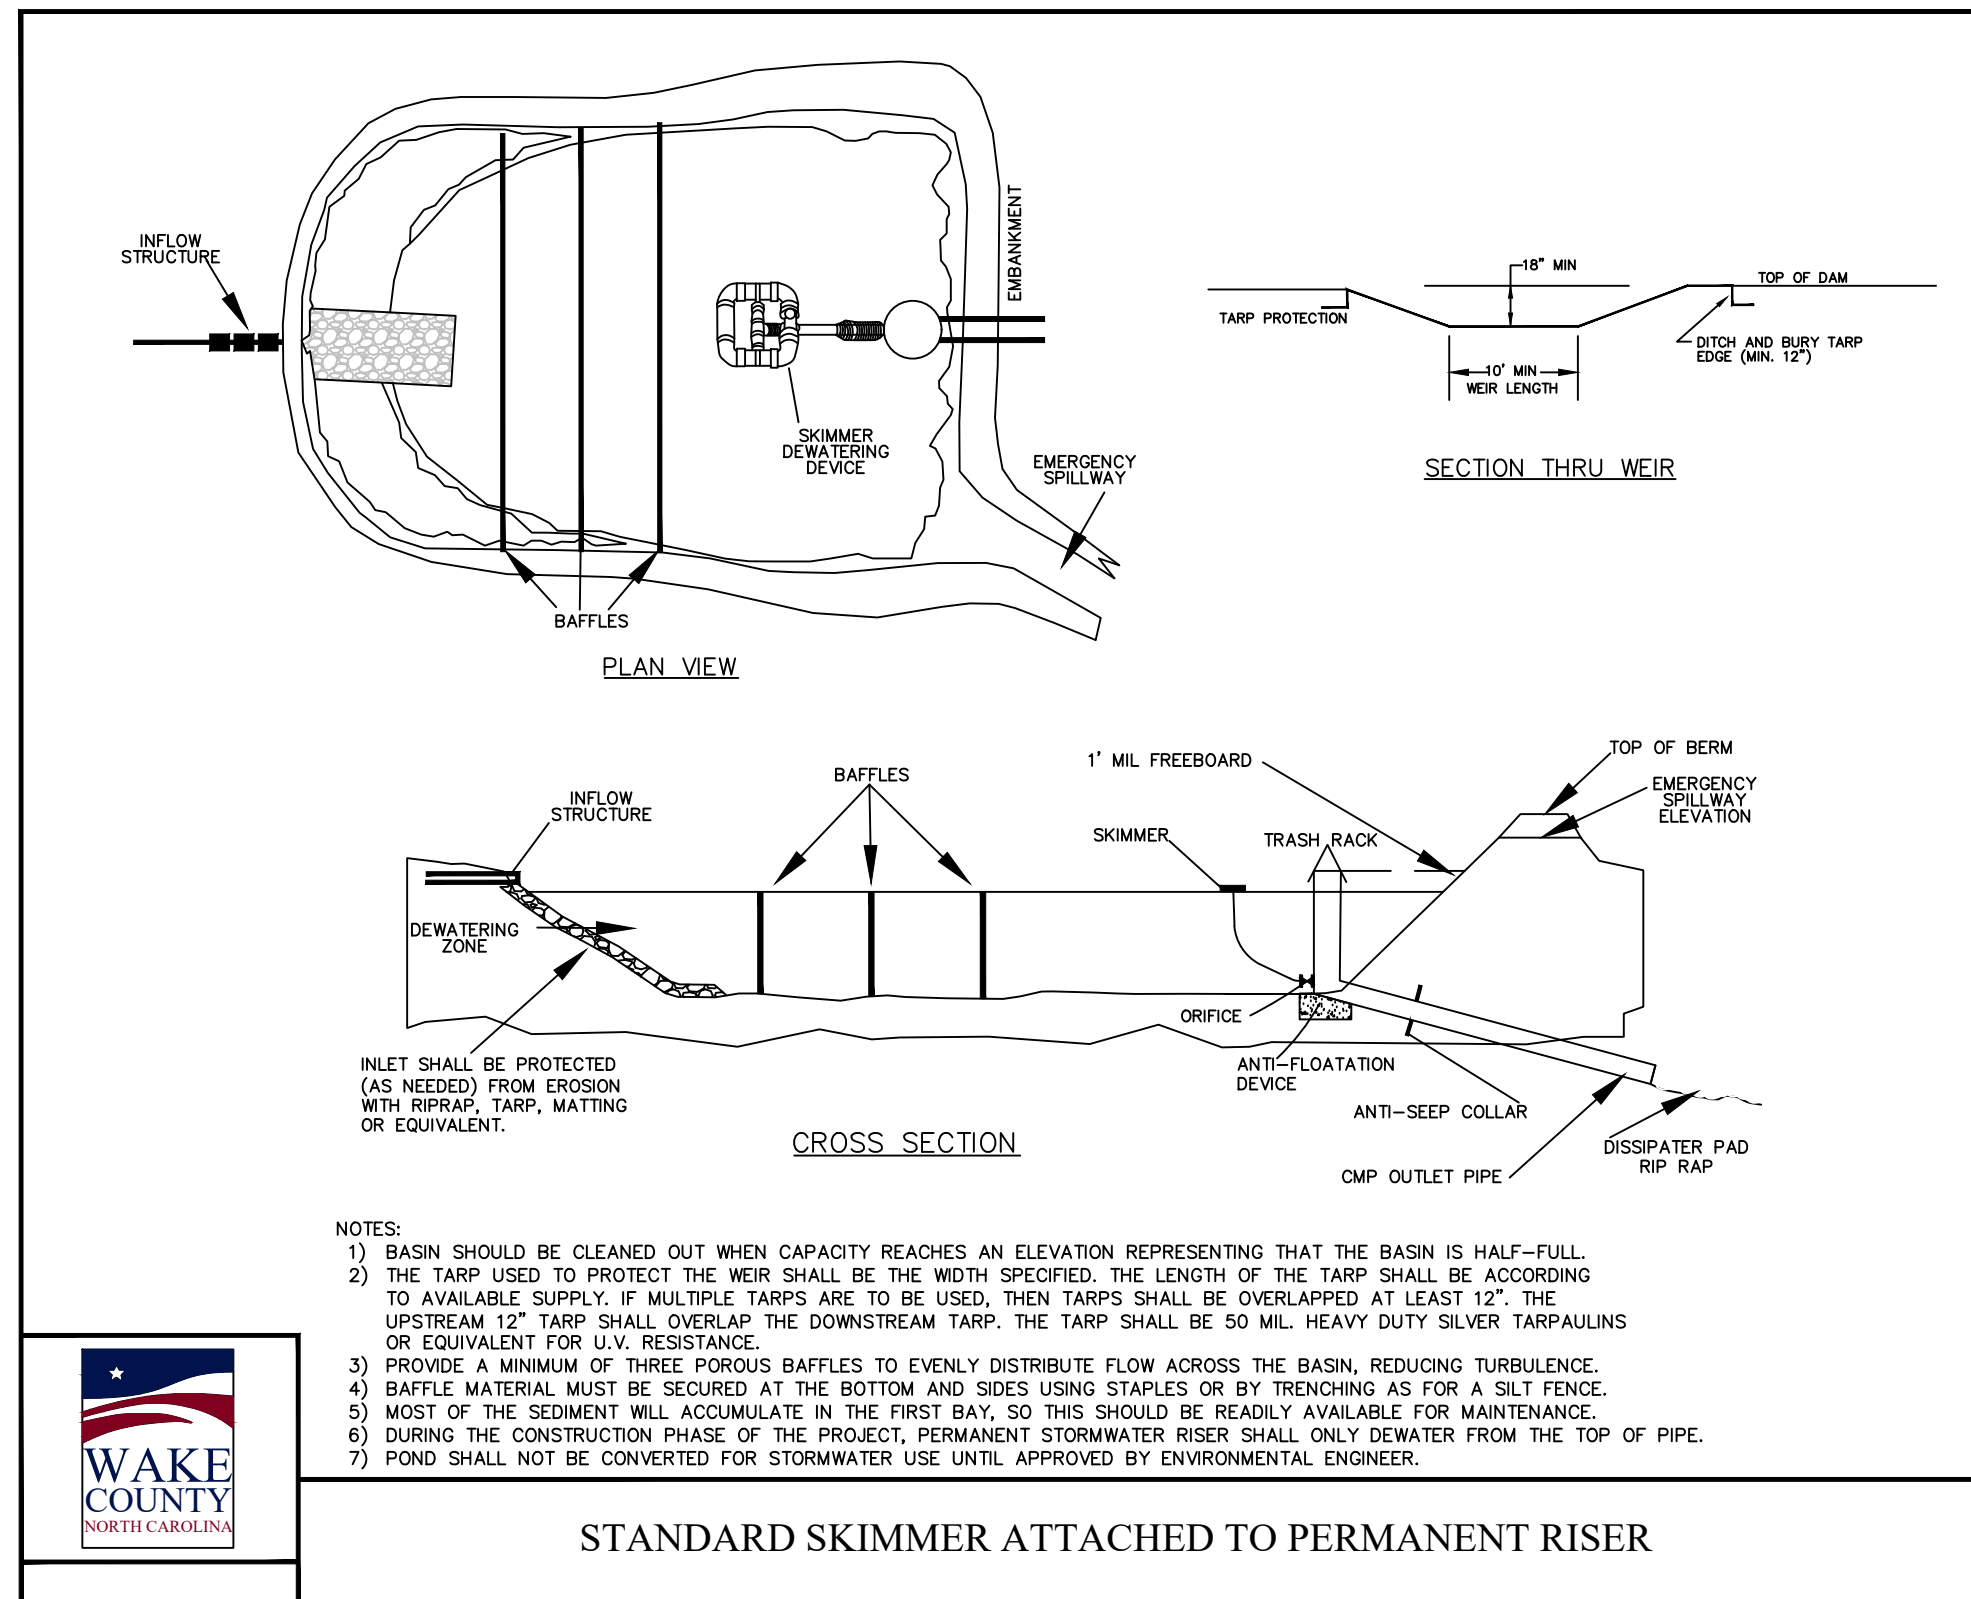 INFLOW
STRUCTURE
EMBANKMENT
SKIMMER
DEWATERING
DEVICE
EMERGENCY
SPILLWAY
BAFFLES
PLAN VIEW
18" MIN
TOP OF DAM
TARP PROTECTION
DITCH AND BURY TARP
EDGE (MIN. 12")
10' MIN
WEIR LENGTH
SECTION THRU WEIR
TOP OF BERM
1' MIL FREEBOARD
BAFFLES
EMERGENCY
SPILLWAY
ELEVATION
INFLOW
STRUCTURE
SKIMMER
TRASH RACK
DEWATERING
ZONE
ORIFICE
INLET SHALL BE PROTECTED
(AS NEEDED) FROM EROSION
WITH RIPRAP, TARP, MATTING
OR EQUIVALENT.
ANTI-FLOATATION
DEVICE
ANTI-SEEP COLLAR
CROSS SECTION
DISSIPATER PAD
RIP RAP
CMP OUTLET PIPE
NOTES:
1) BASIN SHOULD BE CLEANED OUT WHEN CAPACITY REACHES AN ELEVATION REPRESENTING THAT THE BASIN IS HALF-FULL.
2) THE TARP USED TO PROTECT THE WEIR SHALL BE THE WIDTH SPECIFIED. THE LENGTH OF THE TARP SHALL BE ACCORDING
TO AVAILABLE SUPPLY. IF MULTIPLE TARPS ARE TO BE USED, THEN TARPS SHALL BE OVERLAPPED AT LEAST 12". THE
UPSTREAM 12" TARP SHALL OVERLAP THE DOWNSTREAM TARP. THE TARP SHALL BE 50 MIL. HEAVY DUTY SILVER TARPAULINS
OR EQUIVALENT FOR U.V. RESISTANCE.
3) PROVIDE A MINIMUM OF THREE POROUS BAFFLES TO EVENLY DISTRIBUTE FLOW ACROSS THE BASIN, REDUCING TURBULENCE.
4) BAFFLE MATERIAL MUST BE SECURED AT THE BOTTOM AND SIDES USING STAPLES OR BY TRENCHING AS FOR A SILT FENCE.
5) MOST OF THE SEDIMENT WILL ACCUMULATE IN THE FIRST BAY, SO THIS SHOULD BE READILY AVAILABLE FOR MAINTENANCE.
6) DURING THE CONSTRUCTION PHASE OF THE PROJECT, PERMANENT STORMWATER RISER SHALL ONLY DEWATER FROM THE TOP OF PIPE.
7) POND SHALL NOT BE CONVERTED FOR STORMWATER USE UNTIL APPROVED BY ENVIRONMENTAL ENGINEER.
WAKE
COUNTY
NORTH CAROLINA
STANDARD SKIMMER ATTACHED TO PERMANENT RISER